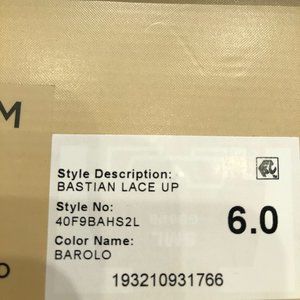 M
Style Description:
BASTIAN LACE UP
Style No:
40F9BAHS2L
6.0
Color Name:
BAROLO
O
193210931766